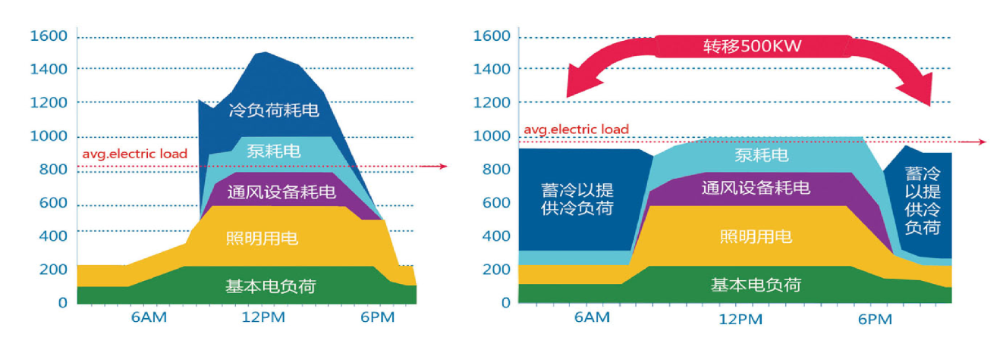 1600
1400
1200
1000
800
600
400
200
0
avg.electric load
冷负荷耗电
泵耗电
通风设备耗电
照明用电
基本电负荷
6AM
12PM
6PM
1600
1400
1200
1000
800
600
400
200
0
转移500KW
avg.electric load
泵耗电
通风设备耗电
照明用电
基本电负荷
蓄冷以提
供冷负荷
蓄冷
以提
供冷
负荷
6AM
12PM
6PM